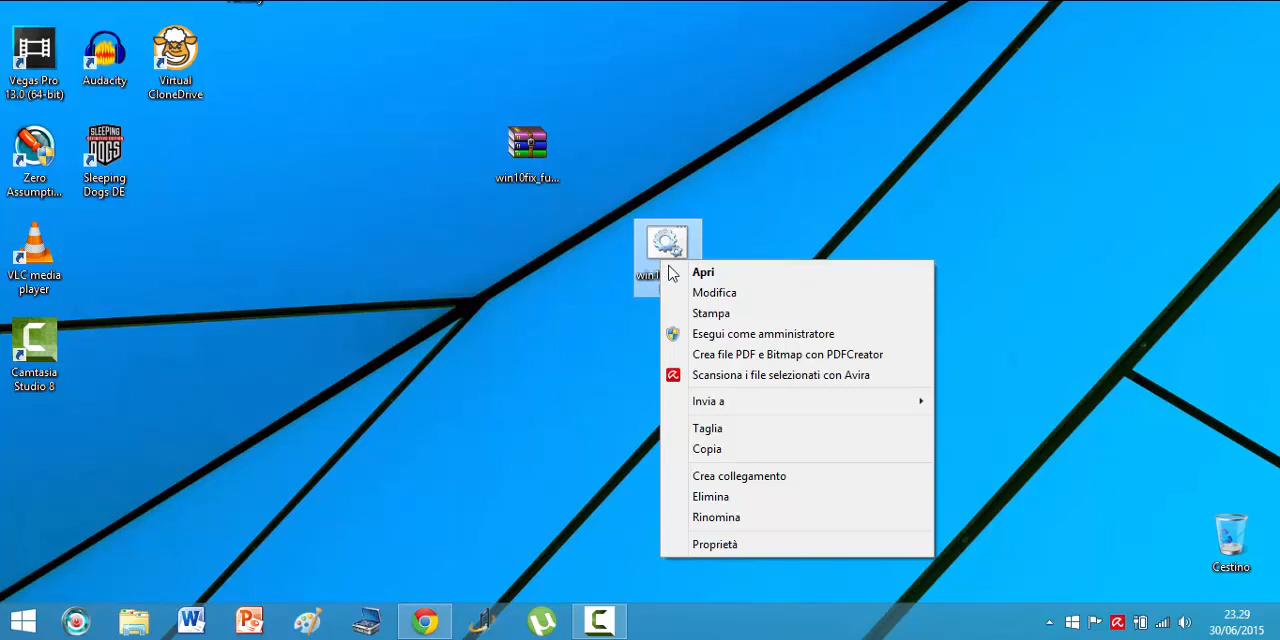 Vegas Pro
13.0 (64-bit)
Audacity
Virtual
CloneDrive
Zero
Assumpti...
SLEEPING
DOGS
Sleeping
Dogs DE
VLC media
player
Camtasia
Studio 8
win10fix_fu...
Apri
Modifica
Stampa
Esegui come amministratore
Crea file PDF e Bitmap con PDFCreator
Scansiona i file selezionati con Avira
Invia a
Taglia
Copia
Crea collegamento
Elimina
Rinomina
Proprietà
Cestino
23.29
30/06/2015